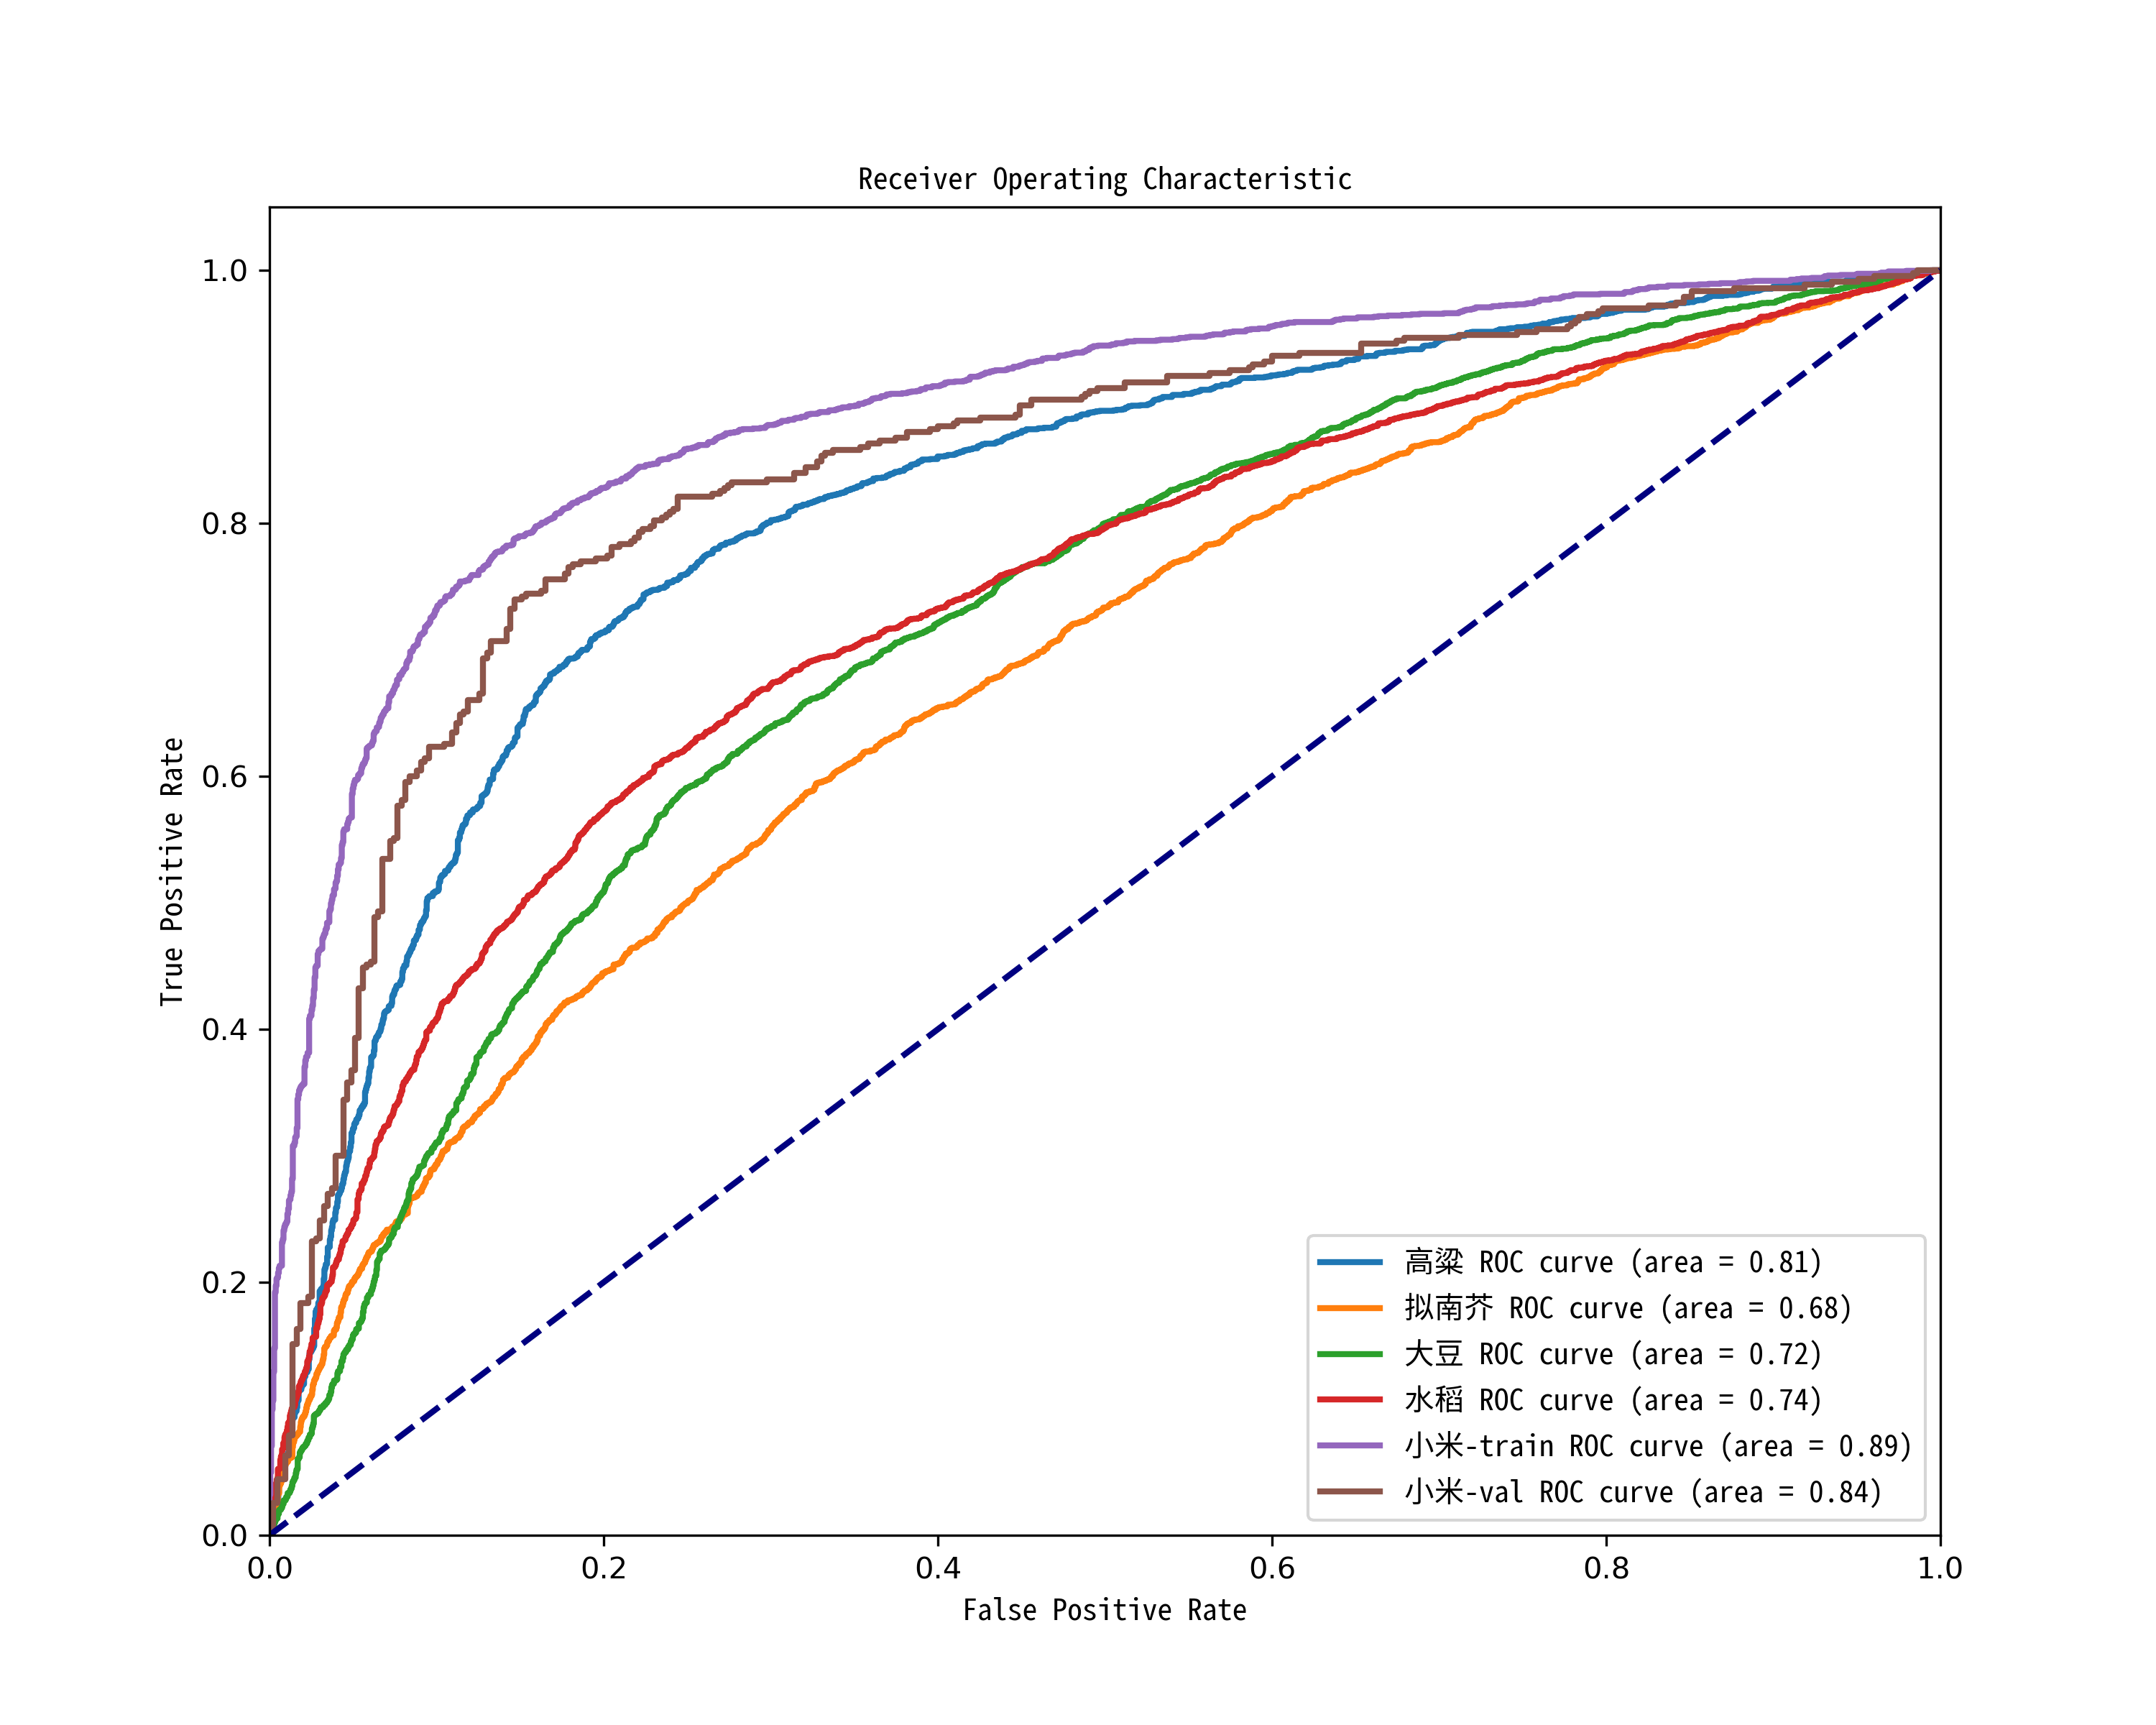 Receiver Operating Characteristic
True Positive Rate
1.0
0.8
0.6
0.4
0.2
0.0
高粱 ROC curve (area = 0.81)
拟南芥 ROC curve (area = 0.68)
大豆 ROC curve (area = 0.72)
水稻 ROC curve (area = 0.74)
小米-train ROC curve (area = 0.89)
小米-val ROC curve (area = 0.84)
0.0 0.2 0.4 0.6 0.8 1.0
False Positive Rate